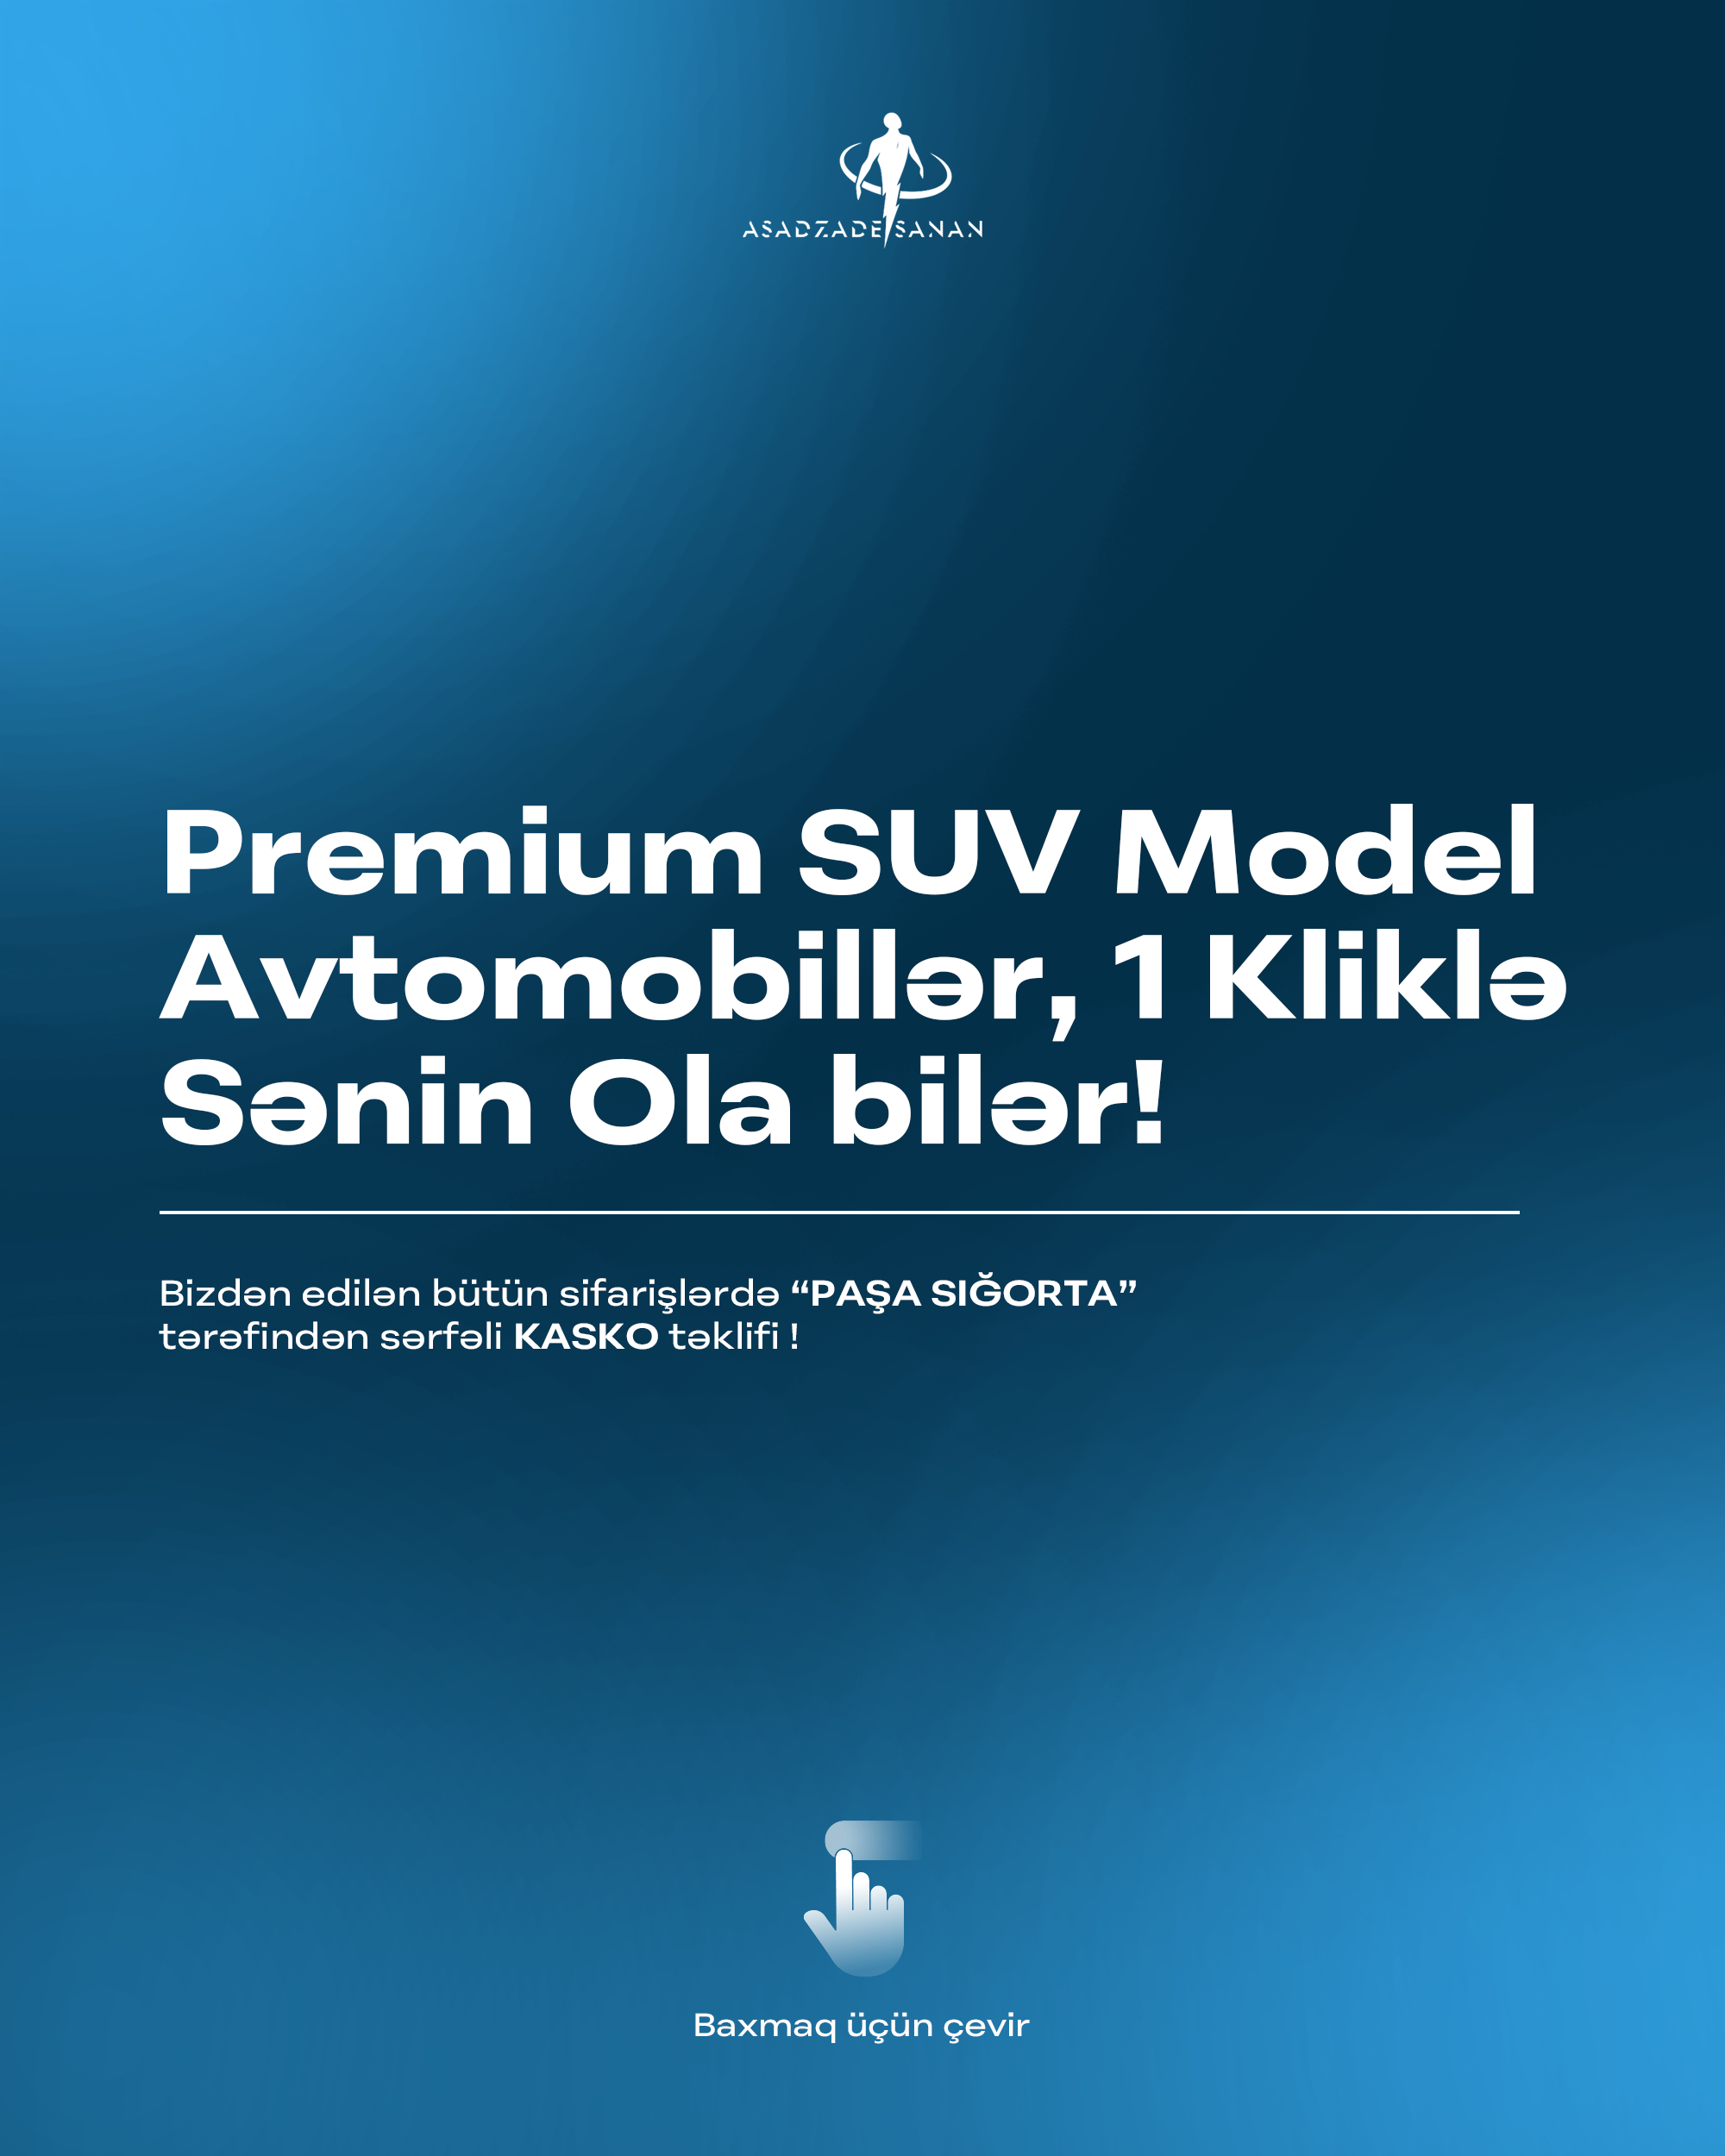 ASADZADE SANAN
Premium SUV Model
Avtomobillər, 1 Kliklə
Sənin Ola bilər!
Bizdən edilən bütün sifarişlərdə “PAŞA SIĞORTA”
tərəfindən sərfəli KASKO təklifi !
Baxmaq üçün çevir